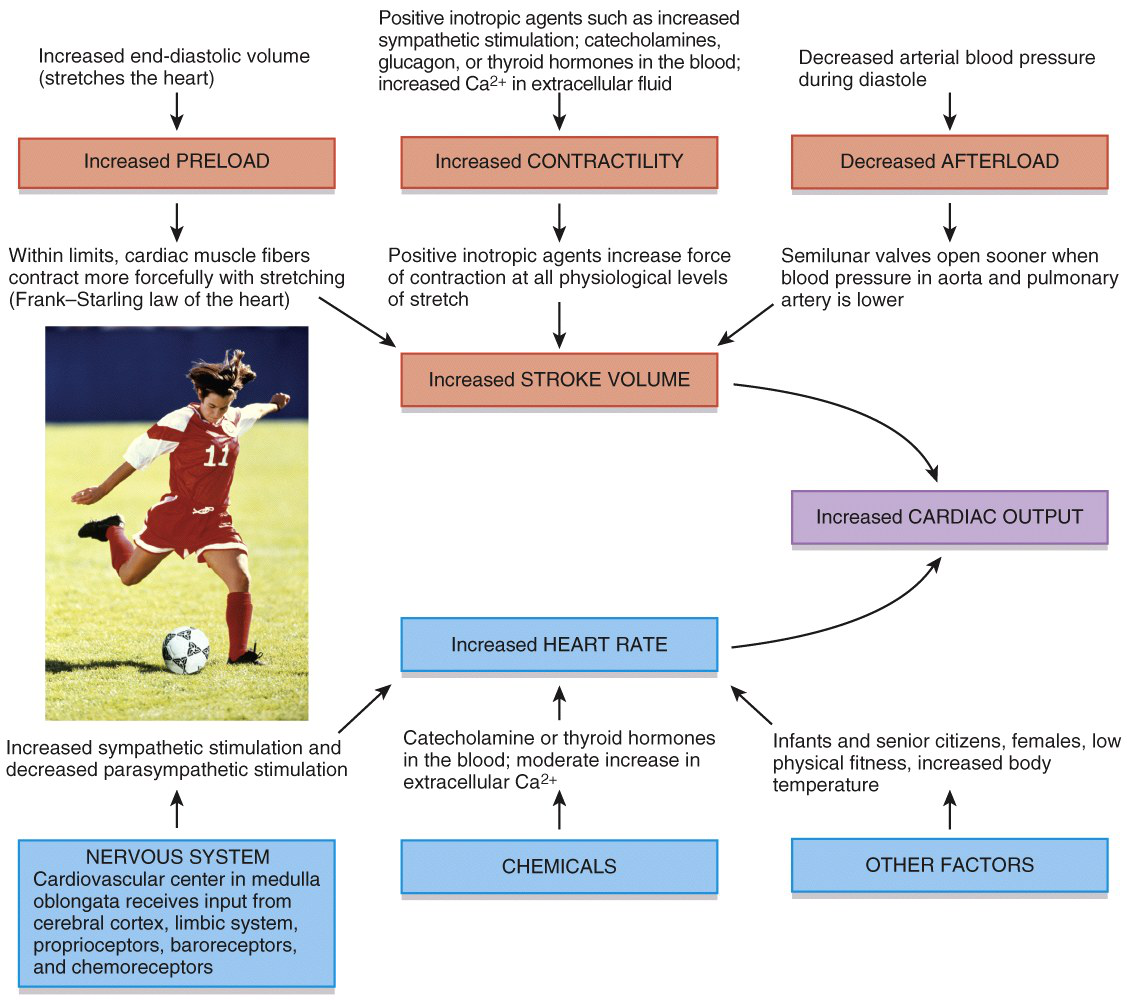 Increased end-diastolic volume
(stretches the heart)
Positive inotropic agents such as increased
sympathetic stimulation; catecholamines,
glucagon, or thyroid hormones in the blood;
increased Ca2+ in extracellular fluid
Decreased arterial blood pressure
during diastole
Increased PRELOAD
Increased CONTRACTILITY
Decreased AFTERLOAD
Within limits, cardiac muscle fibers
contract more forcefully with stretching
(Frank–Starling law of the heart)
Positive inotropic agents increase force
of contraction at all physiological levels
of stretch
Semilunar valves open sooner when
blood pressure in aorta and pulmonary
artery is lower
Increased STROKE VOLUME
11
Increased CARDIAC OUTPUT
Increased HEART RATE
Increased sympathetic stimulation and
decreased parasympathetic stimulation
Catecholamine or thyroid hormones
in the blood; moderate increase in
extracellular Ca2+
Infants and senior citizens, females, low
physical fitness, increased body
temperature
NERVOUS SYSTEM
Cardiovascular center in medulla
oblongata receives input from
cerebral cortex, limbic system,
proprioceptors, baroreceptors,
and chemoreceptors
CHEMICALS
OTHER FACTORS